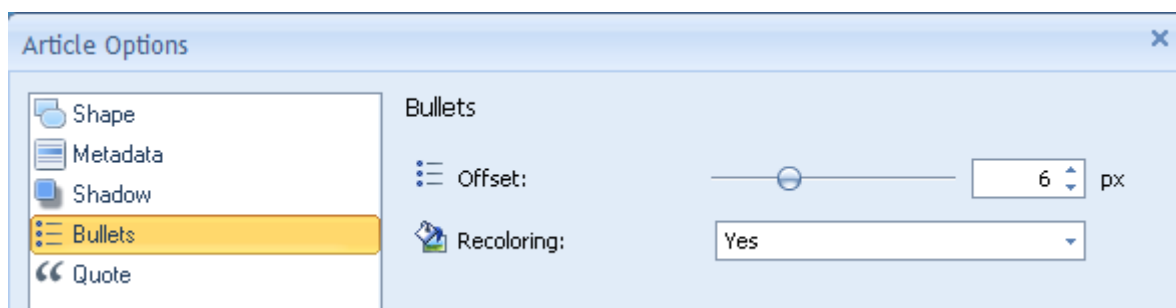 Article Options
Shape
Metadata
Shadow
Bullets
Quote
Bullets
Offset: 6 px
Recoloring: Yes